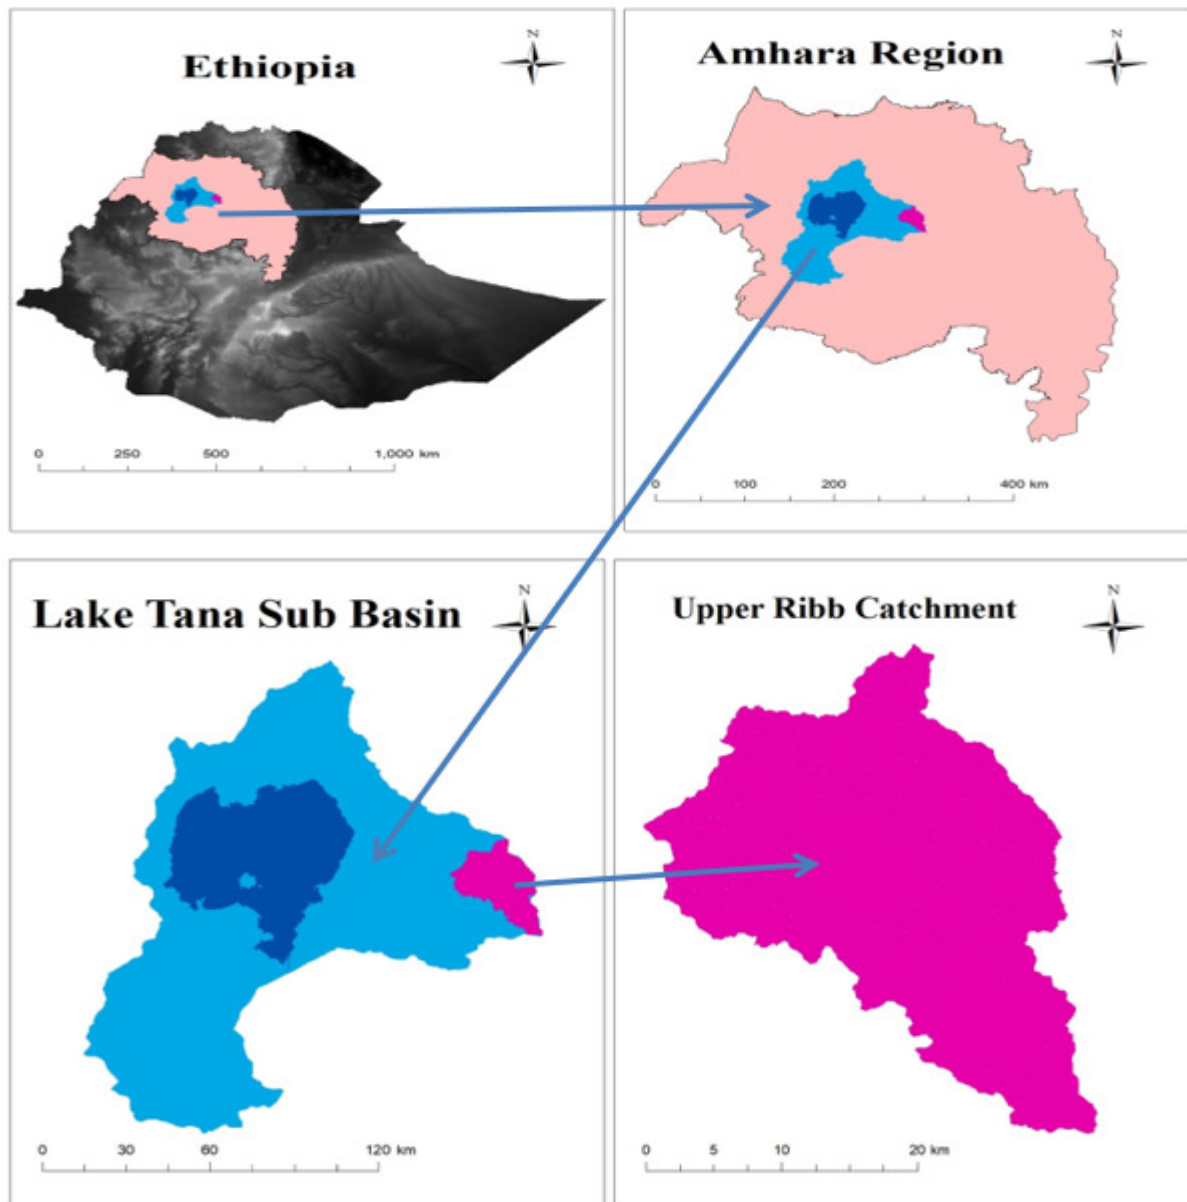 Ethiopia
N
0 250 500 1,000 km
Amhara Region
N
0 100 200 400 km
Lake Tana Sub Basin
N
0 30 60 120 km
Upper Ribb Catchment
N
0 5 10 20 km